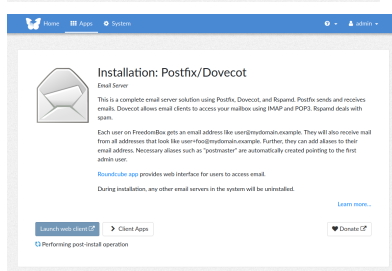 Home Apps System admin
Installation: Postfix/Dovecot
Email Server
This is a complete email server solution using Postfix, Dovecot, and Rspamd. Postfix sends and receives
emails. Dovecot allows email clients to access your mailbox using IMAP and POP3. Rspamd deals with
spam.
Each user on FreedomBox gets an email address like user@mydomain.example. They will also receive mail
from all addresses that look like user+foo@mydomain.example. Further, they can add aliases to their
email address. Necessary aliases such as "postmaster" are automatically created pointing to the first
admin user.
Roundcube app provides web interface for users to access email.
During installation, any other email servers in the system will be uninstalled.
Learn more...
Launch web client Client Apps Donate
Performing post-install operation